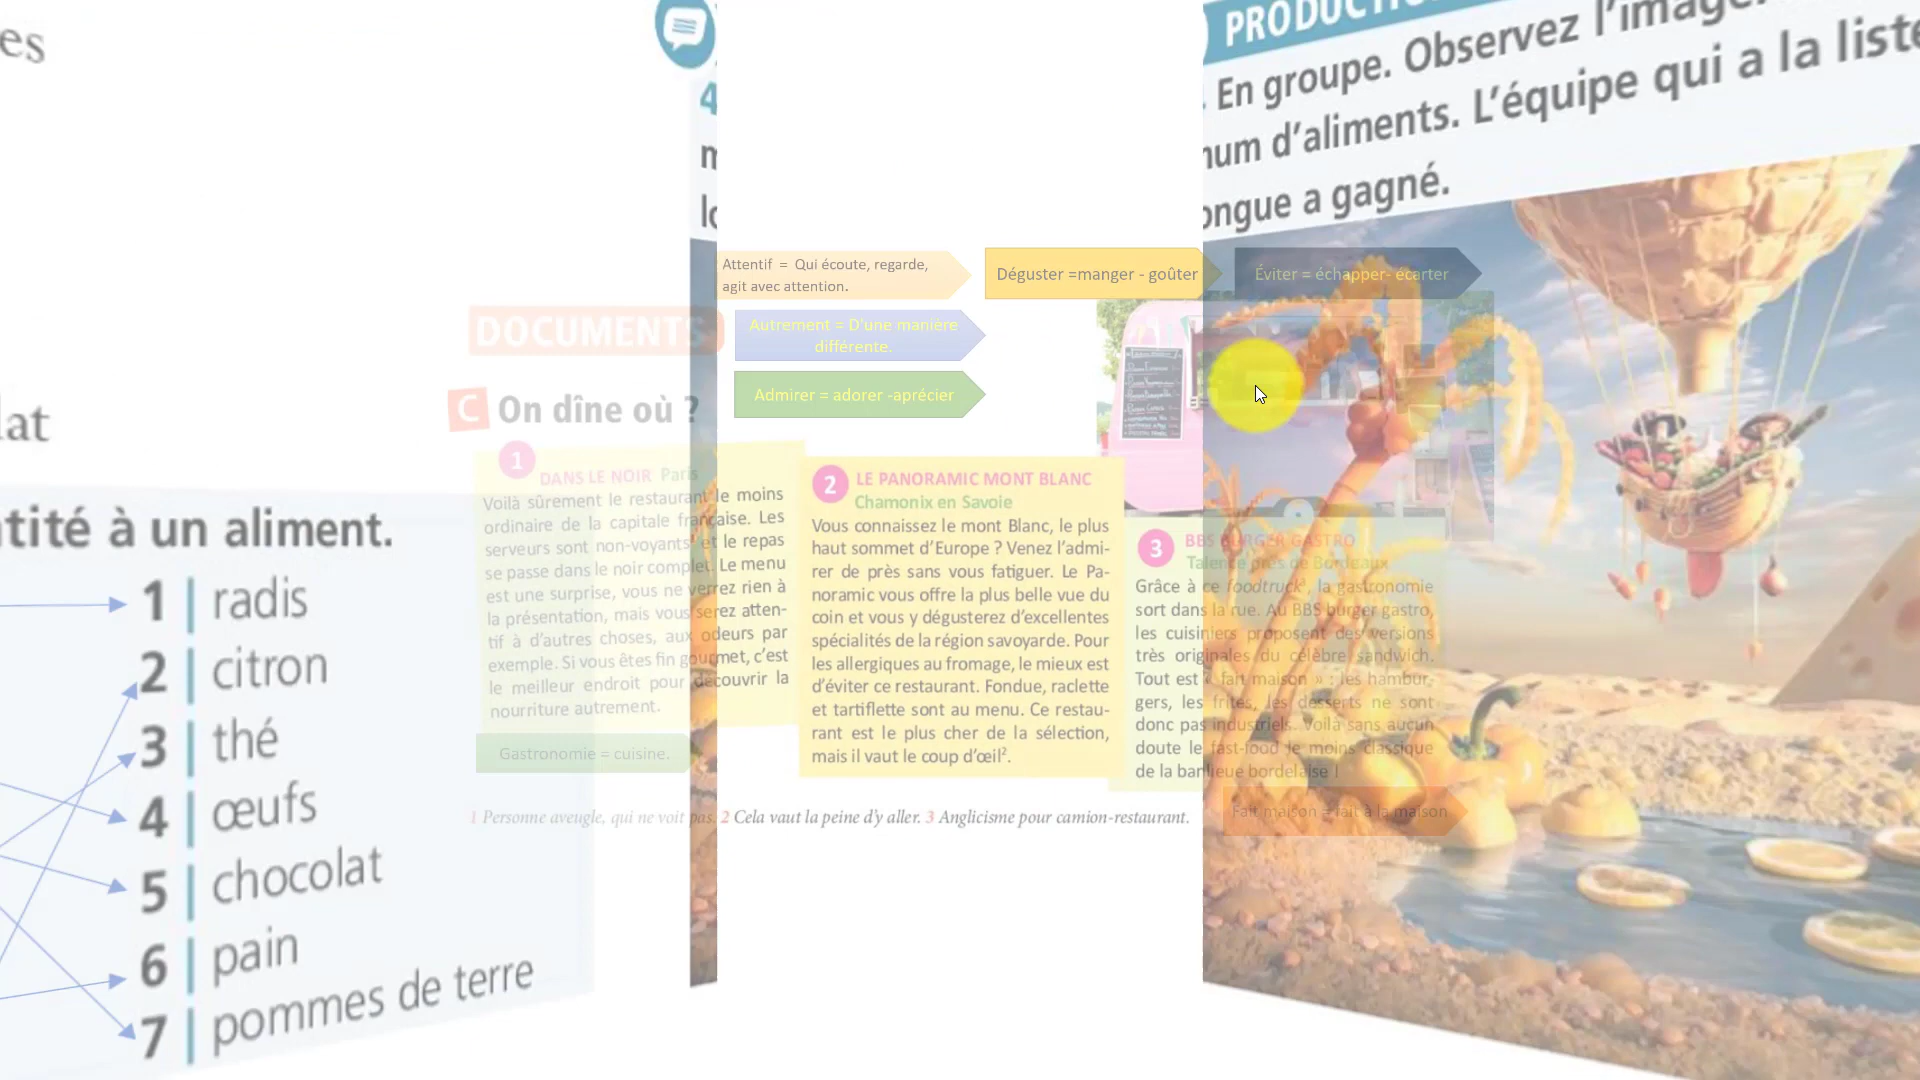 es
lat
ntité à un aliment.
1 radis
2 citron
3 thé
4 œufs
5 chocolat
6 pain
7 pommes de terre
4
PRODUCTI
En groupe. Observez l'image.
num d'aliments. L'équipe qui a la liste
ongue a gagné.
Attentif = Qui écoute, regarde,
agit avec attention.
Déguster =manger - goûter
Éviter = échapper- écarter
Autrement = D'une manière
différente.
Admirer = adorer -aprécier
DOCUMENTS
C On dîne où ?
1 DANS LE NOIR Paris
Voilà sûrement le restaurant le moins
ordinaire de la capitale française. Les
serveurs sont non-voyants¹ et le repas
se passe dans le noir complet. Le menu
est une surprise, vous ne verrez rien à
la présentation, mais vous serez atten-
tif à d'autres choses, aux odeurs par
exemple. Si vous êtes fin gourmet, c'est
le meilleur endroit pour découvrir la
nourriture autrement.
Gastronomie = cuisine.
2 LE PANORAMIC MONT BLANC
Chamonix en Savoie
Vous connaissez le mont Blanc, le plus
haut sommet d'Europe ? Venez l'admi-
rer de près sans vous fatiguer. Le Pa-
noramic vous offre la plus belle vue du
coin et vous y dégusterez d'excellentes
spécialités de la région savoyarde. Pour
les allergiques au fromage, le mieux est
d'éviter ce restaurant. Fondue, raclette
et tartiflette sont au menu. Ce restau-
rant est le plus cher de la sélection,
mais il vaut le coup d'œil².
3 BBS BURGER GASTRO
Talence près de Bordeaux
Grâce à ce foodtruck³, la gastronomie
sort dans la rue. Au BBS burger gastro,
les cuisiniers proposent des versions
très originales du célèbre sandwich.
Tout est « fait maison » : les hambur-
gers, les frites, les desserts ne sont
donc pas industriels. Voilà sans aucun
doute le fast-food le moins classique
de la banlieue bordelaise !
Fait maison = fait à la maison
1 Personne aveugle, qui ne voit pas. 2 Cela vaut la peine d'y aller. 3 Anglicisme pour camion-restaurant.